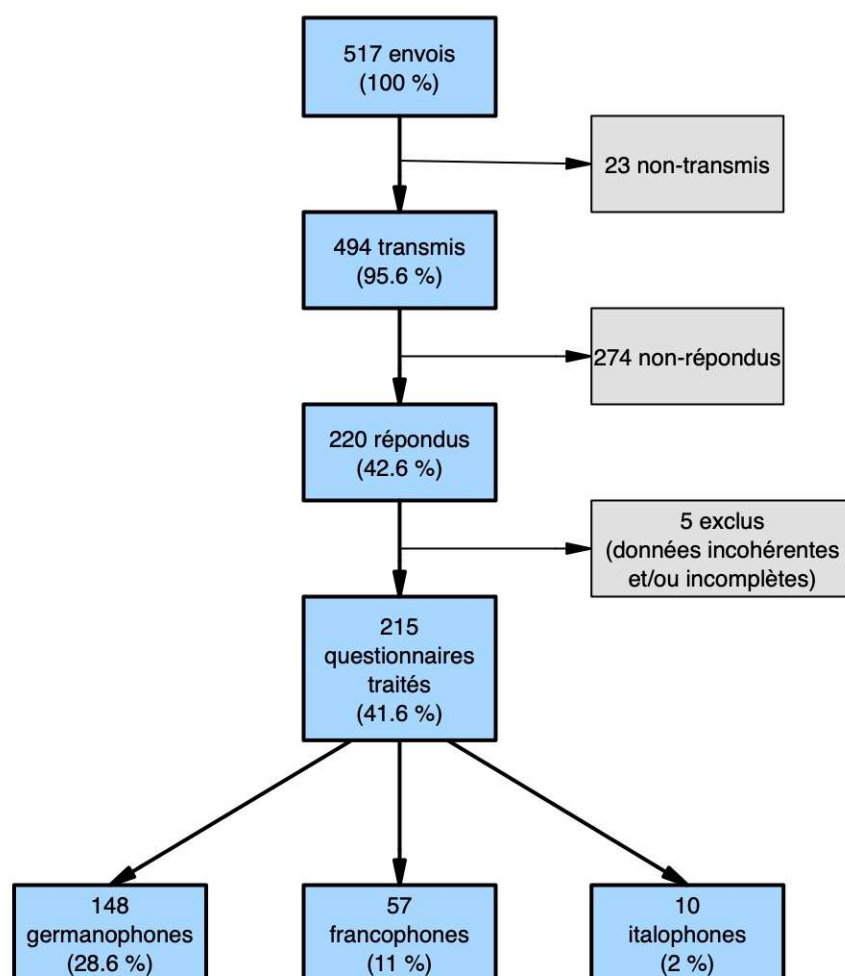 517 envois
(100 %)
23 non-transmis
494 transmis
(95.6 %)
274 non-répondus
220 répondus
(42.6 %)
5 exclus
(données incohérentes
et/ou incomplètes)
215
questionnaires
traités
(41.6 %)
148
germanophones
(28.6 %)
57
francophones
(11 %)
10
italophones
(2 %)